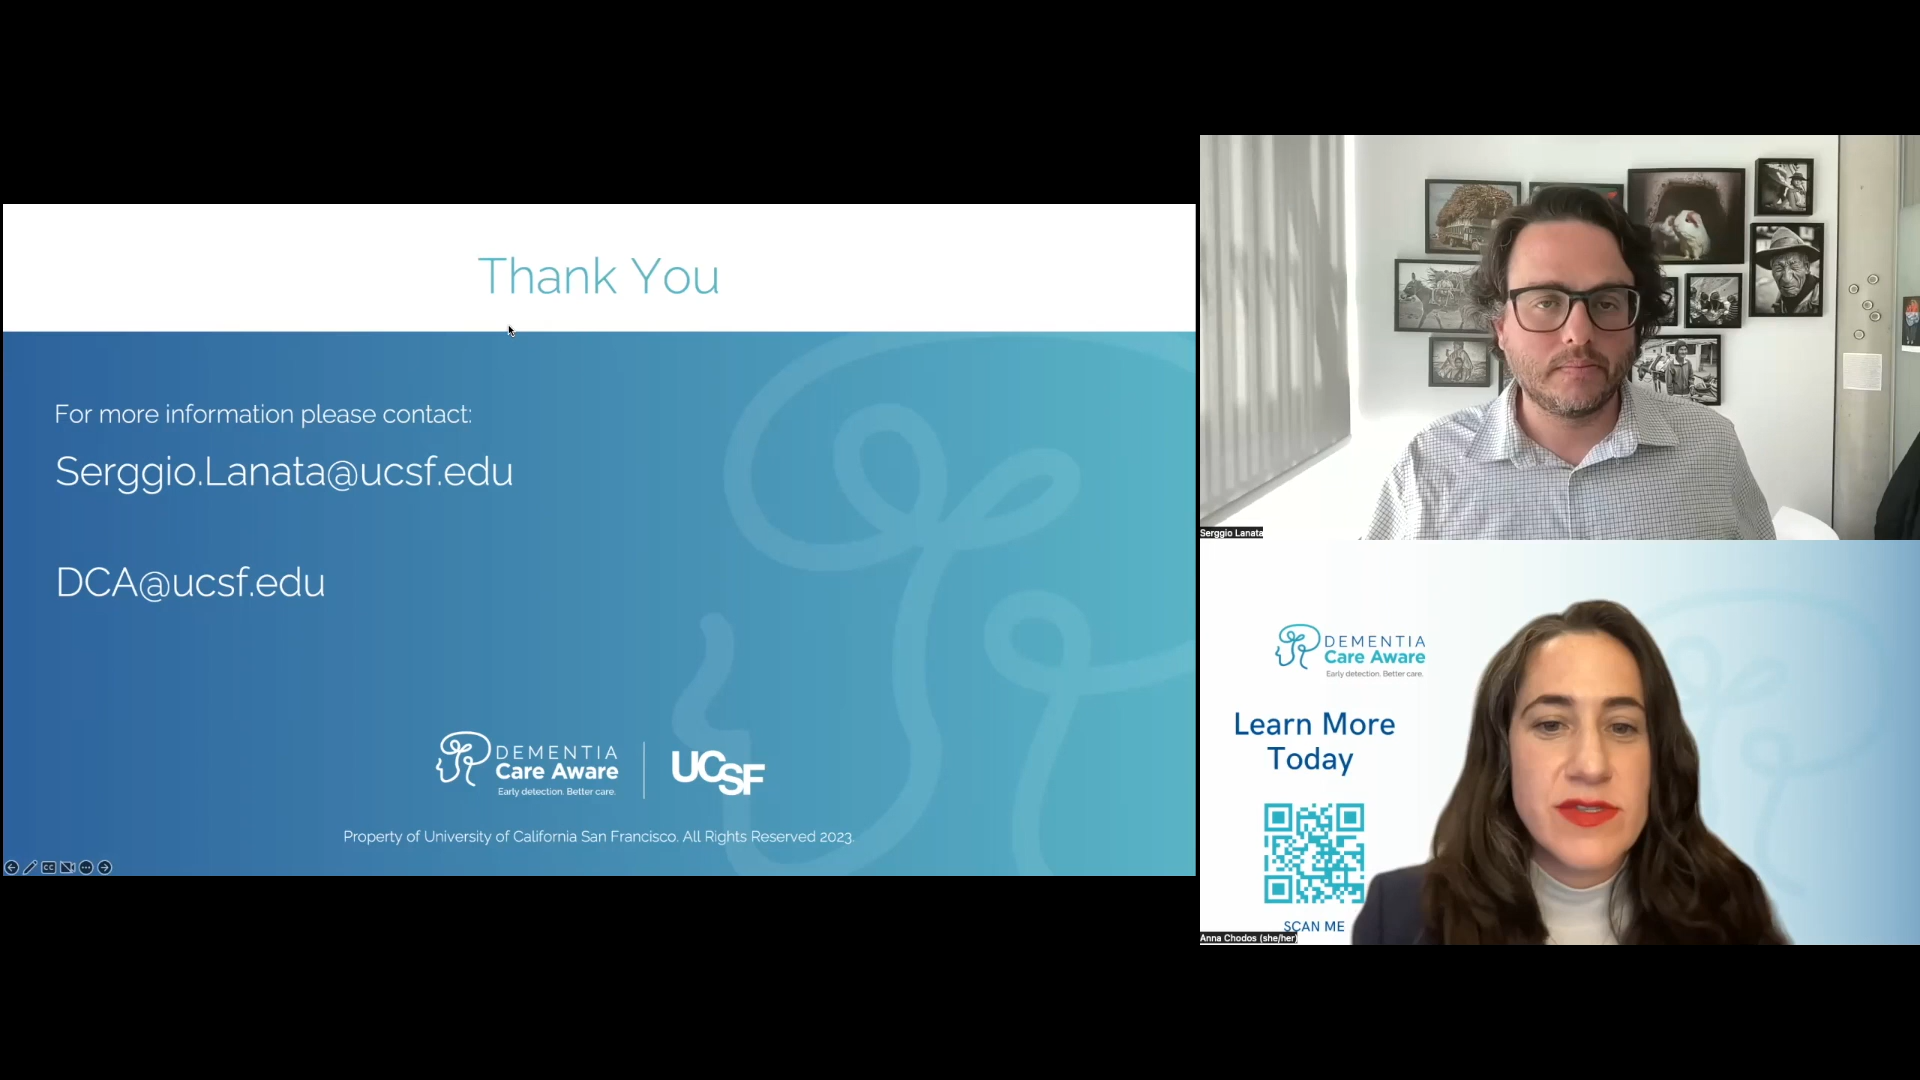 Thank You
For more information please contact:
Serggio.Lanata@ucsf.edu
DCA@ucsf.edu
DEMENTIA
Care Aware
Early detection. Better care.
UCSF
Property of University of California San Francisco. All Rights Reserved 2023.
CC
Serggio Lanata
DEMENTIA
Care Aware
Early detection. Better care.
Learn More
Today
SCAN ME
Anna Chodos (she/her)